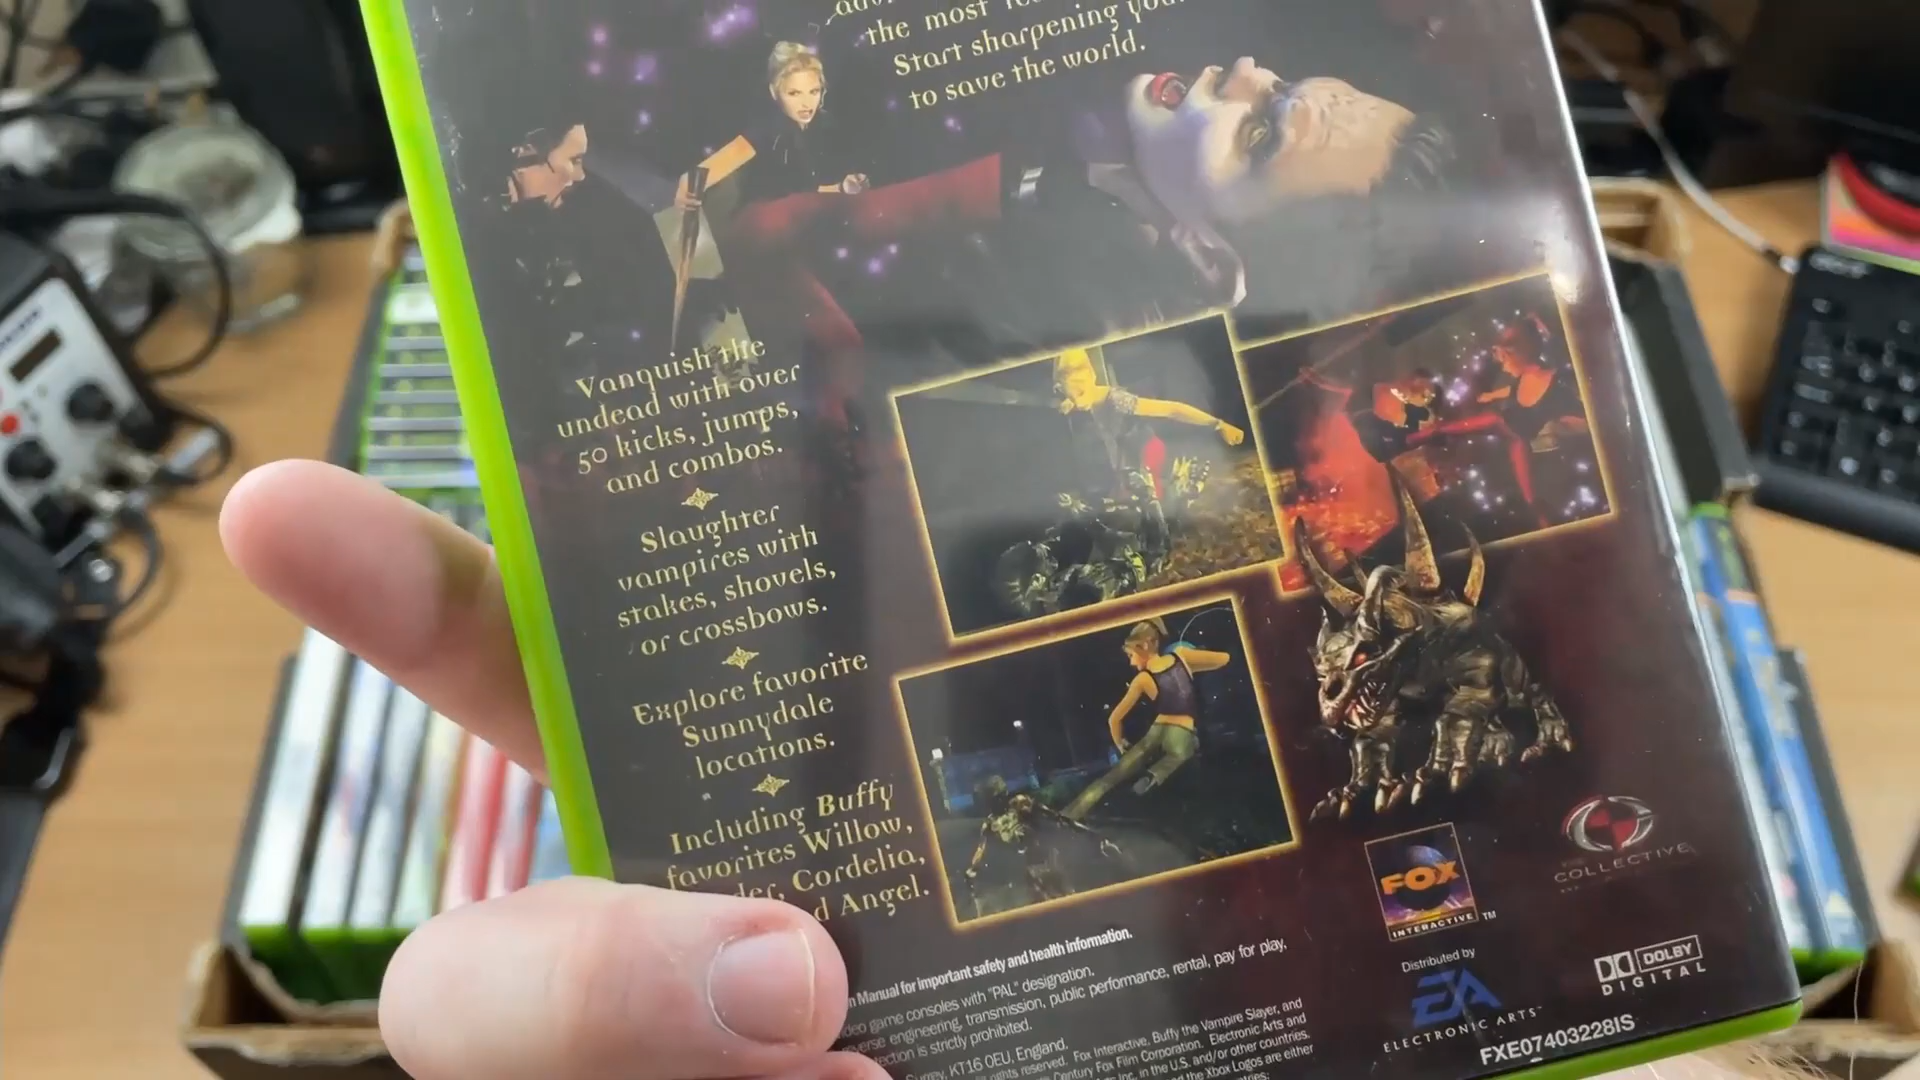 the most
Start sharpening
to save the world.
Vanquish the
undead with over
50 kicks, jumps,
and combos.
Slaughter
vampires with
stakes, shovels,
or crossbows.
Explore favorite
Sunnydale
locations.
Including Buffy
favorites Willow,
Cordelia,
Angel.
FOX
INTERACTIVE ™
COLLECTIVE
Distributed by
EA
ELECTRONIC ARTS™
DOLBY
DIGITAL
FXE07403228IS
Manual for important safety and health information.
game consoles with "PAL" designation.
engineering, transmission, public performance, rental, pay for play,
is strictly prohibited.
KT16 0EU, England.
rights reserved. Fox Interactive, Buffy the Vampire Slayer, and
Century Fox Film Corporation. Electronic Arts and
Inc. in the U.S. and/or other countries.
the Xbox Logos are either